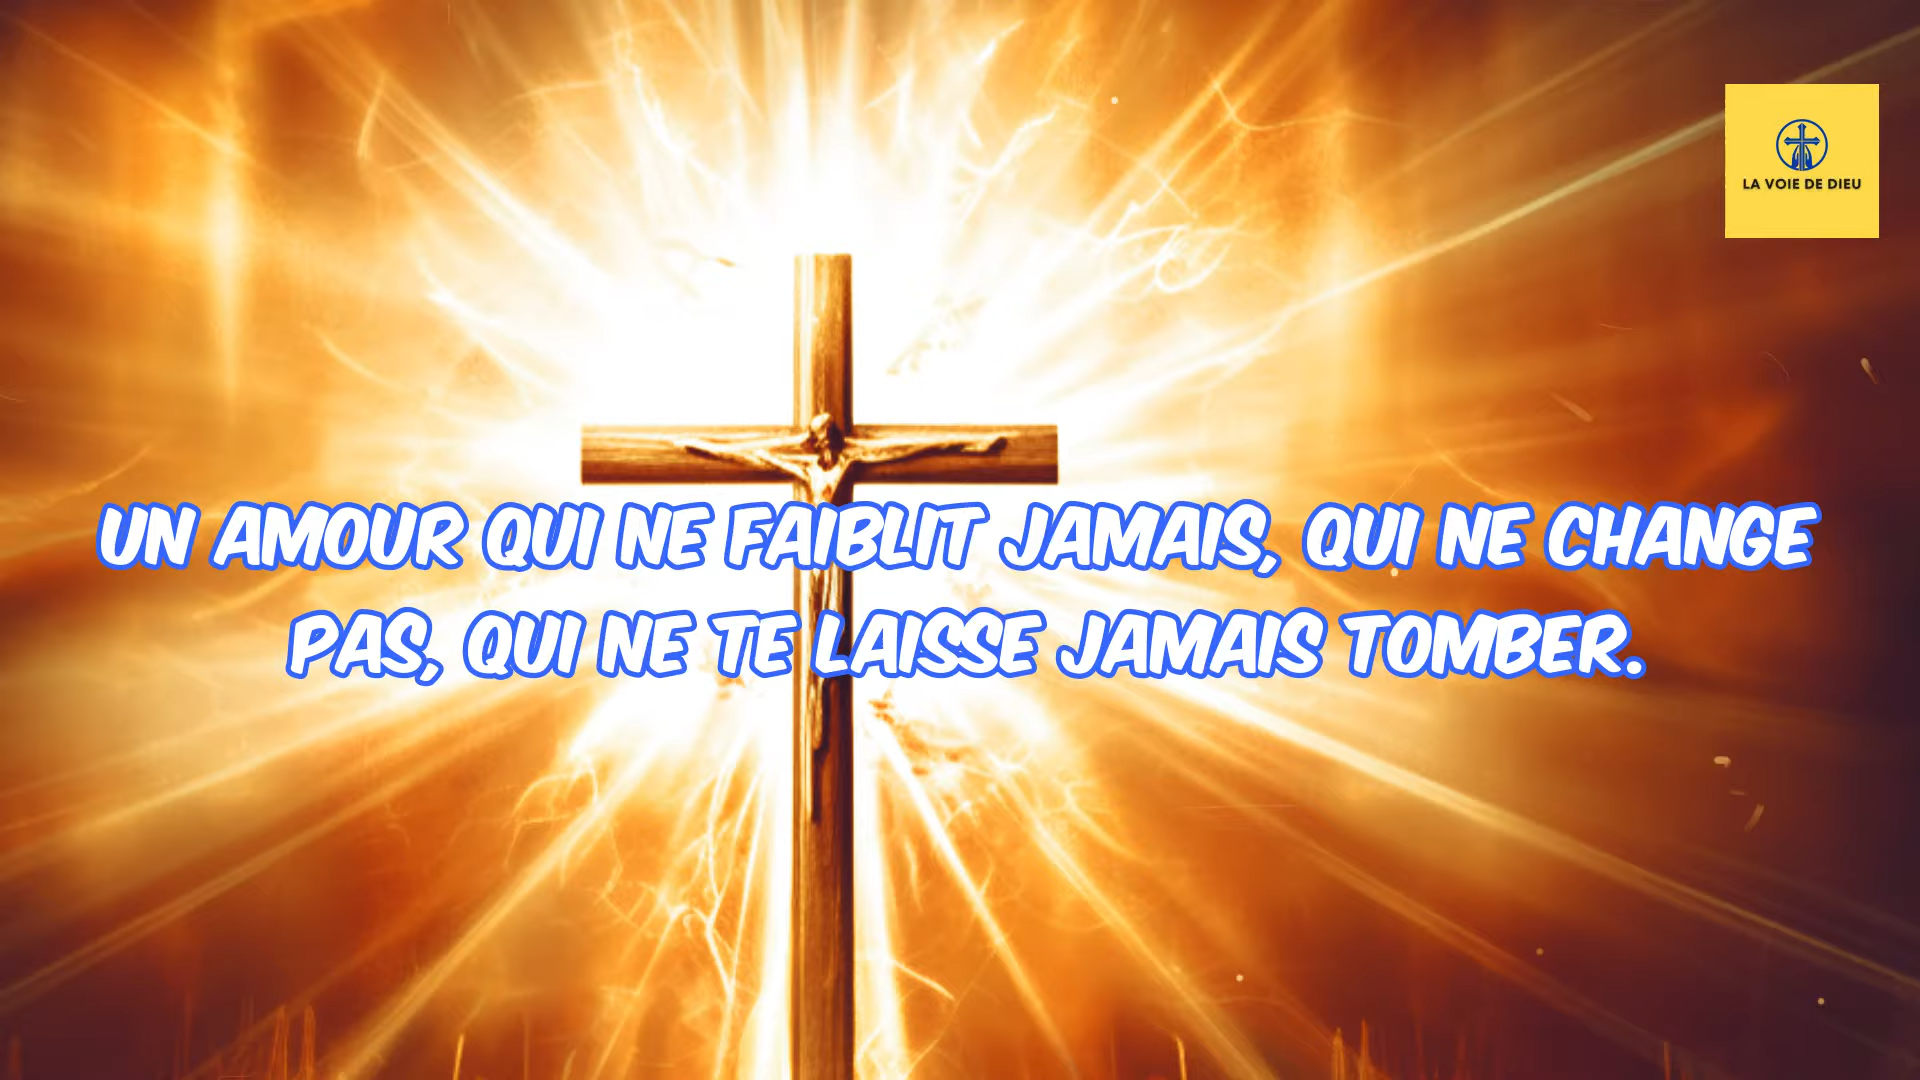 LA VOIE DE DIEU
UN AMOUR QUI NE FAIBLIT JAMAIS, QUI NE CHANGE
PAS, QUI NE TE LAISSE JAMAIS TOMBER.